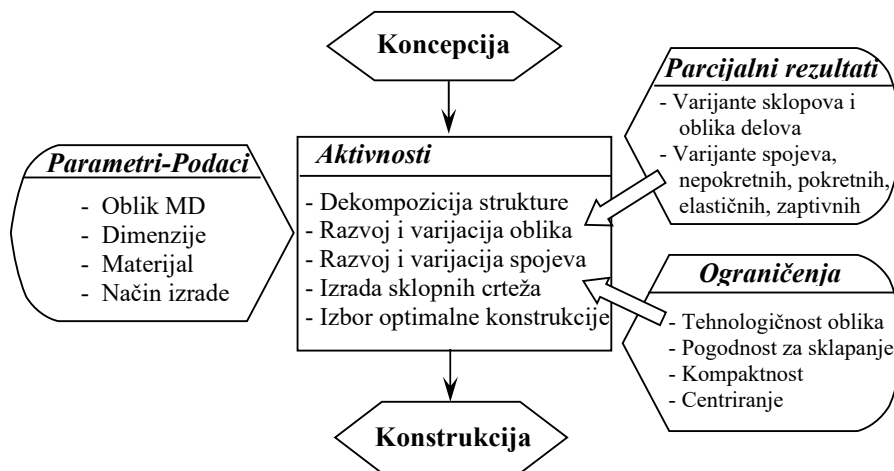 Koncepcija
Parcijalni rezultati
- Varijante sklopova i
oblika delova
- Varijante spojeva,
nepokretnih, pokretnih,
elastičnih, zaptivnih
Parametri-Podaci
- Oblik MD
- Dimenzije
- Materijal
- Način izrade
Aktivnosti
- Dekompozicija strukture
- Razvoj i varijacija oblika
- Razvoj i varijacija spojeva
- Izrada sklopnih crteža
- Izbor optimalne konstrukcije
Ograničenja
- Tehnologičnost oblika
- Pogodnost za sklapanje
- Kompaktnost
- Centriranje
Konstrukcija